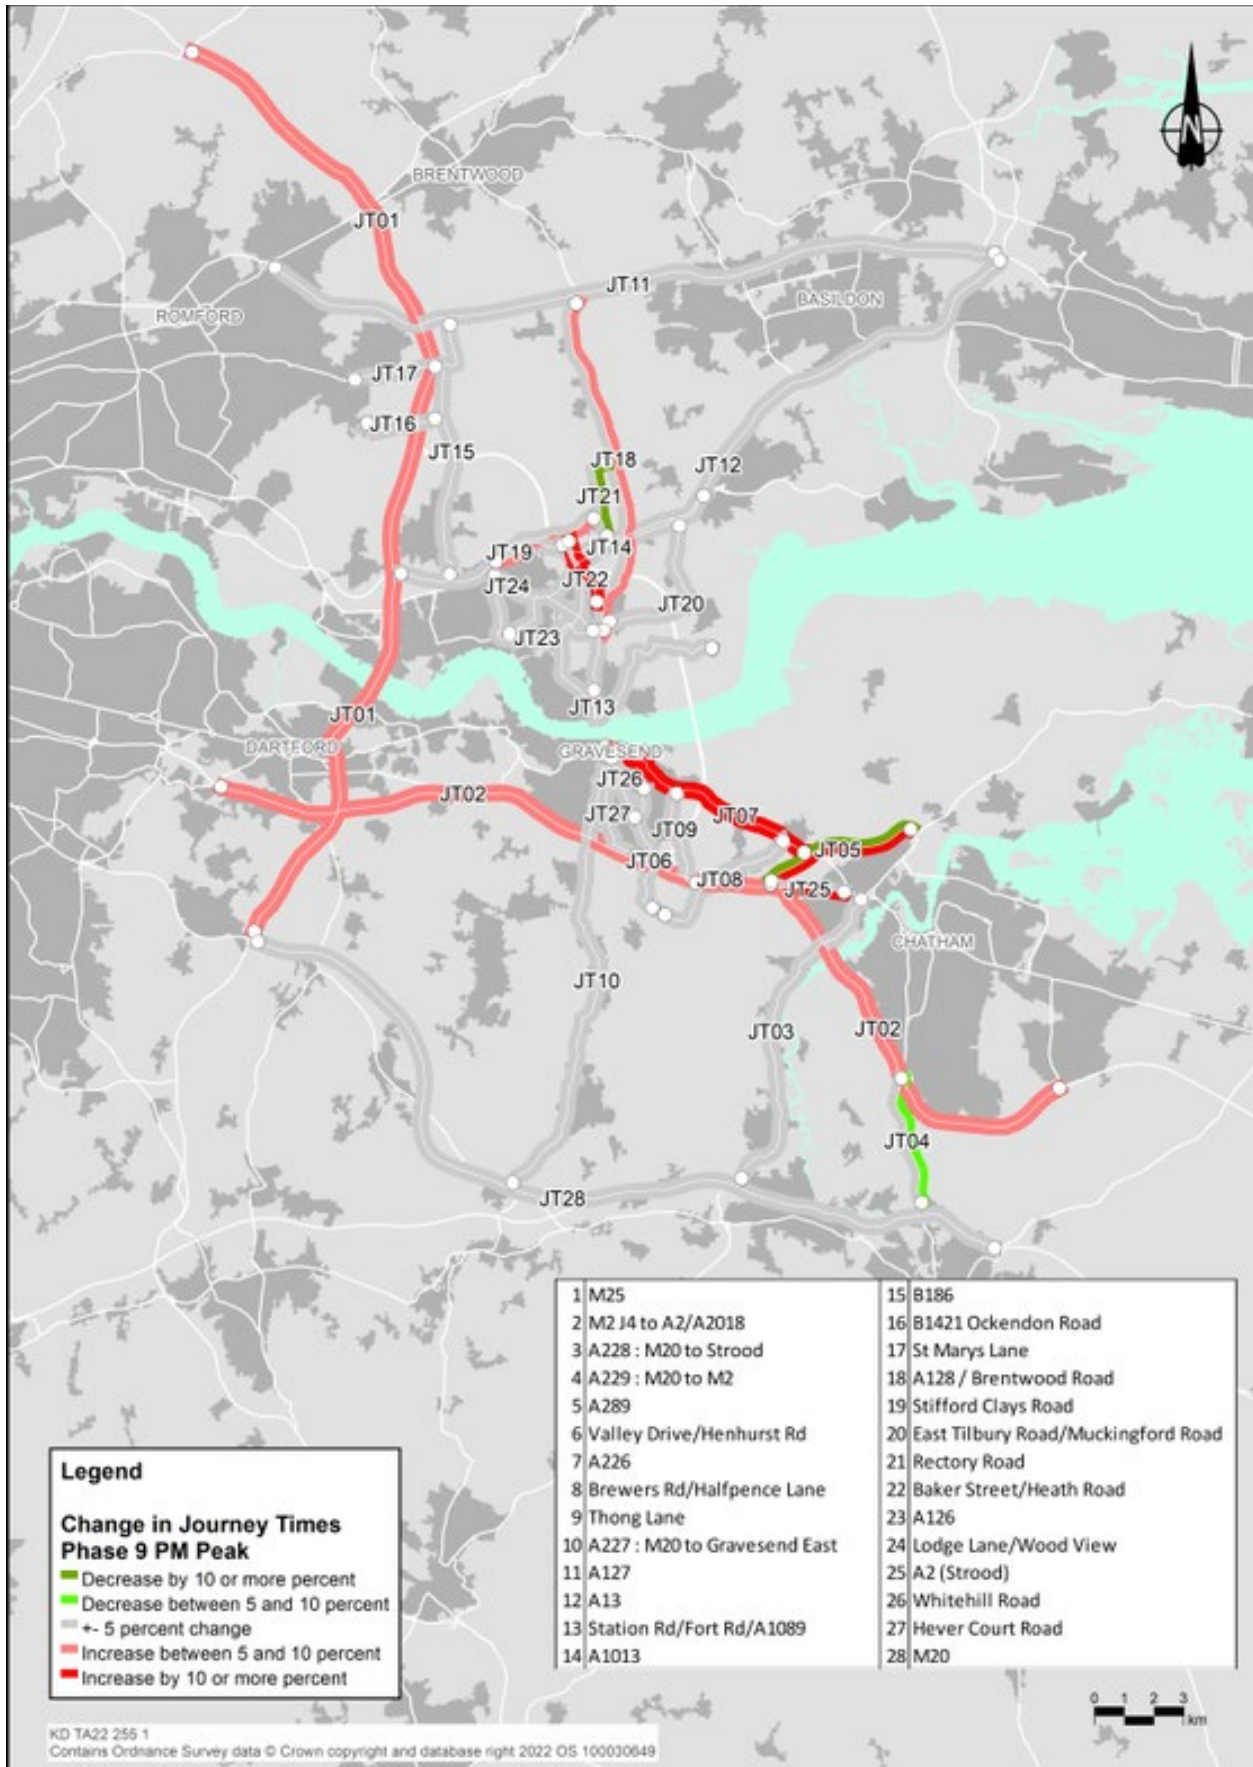 N
BRENTWOOD
JT01
JT11
BASILDON
ROMFORD
JT17
JT16
JT15
JT18
JT12
JT21
JT19
JT14
JT24
JT22
JT20
JT23
JT13
JT01
DARTFORD
GRAVESEND
JT26
JT02
JT27
JT09
JT07
JT05
JT06
JT08
JT25
CHATHAM
JT10
JT03
JT02
JT04
JT28
1 M25
2 M2 J4 to A2/A2018
3 A228 : M20 to Strood
4 A229 : M20 to M2
5 A289
6 Valley Drive/Henhurst Rd
7 A226
8 Brewers Rd/Halfpence Lane
9 Thong Lane
10 A227 : M20 to Gravesend East
11 A127
12 A13
13 Station Rd/Fort Rd/A1089
14 A1013
15 B186
16 B1421 Ockendon Road
17 St Marys Lane
18 A128 / Brentwood Road
19 Stifford Clays Road
20 East Tilbury Road/Muckingford Road
21 Rectory Road
22 Baker Street/Heath Road
23 A126
24 Lodge Lane/Wood View
25 A2 (Strood)
26 Whitehill Road
27 Hever Court Road
28 M20
Legend
Change in Journey Times
Phase 9 PM Peak
Decrease by 10 or more percent
Decrease between 5 and 10 percent
+- 5 percent change
Increase between 5 and 10 percent
Increase by 10 or more percent
0 1 2 3
km
KD TA22 255 1
Contains Ordnance Survey data © Crown copyright and database right 2022 OS 100030649